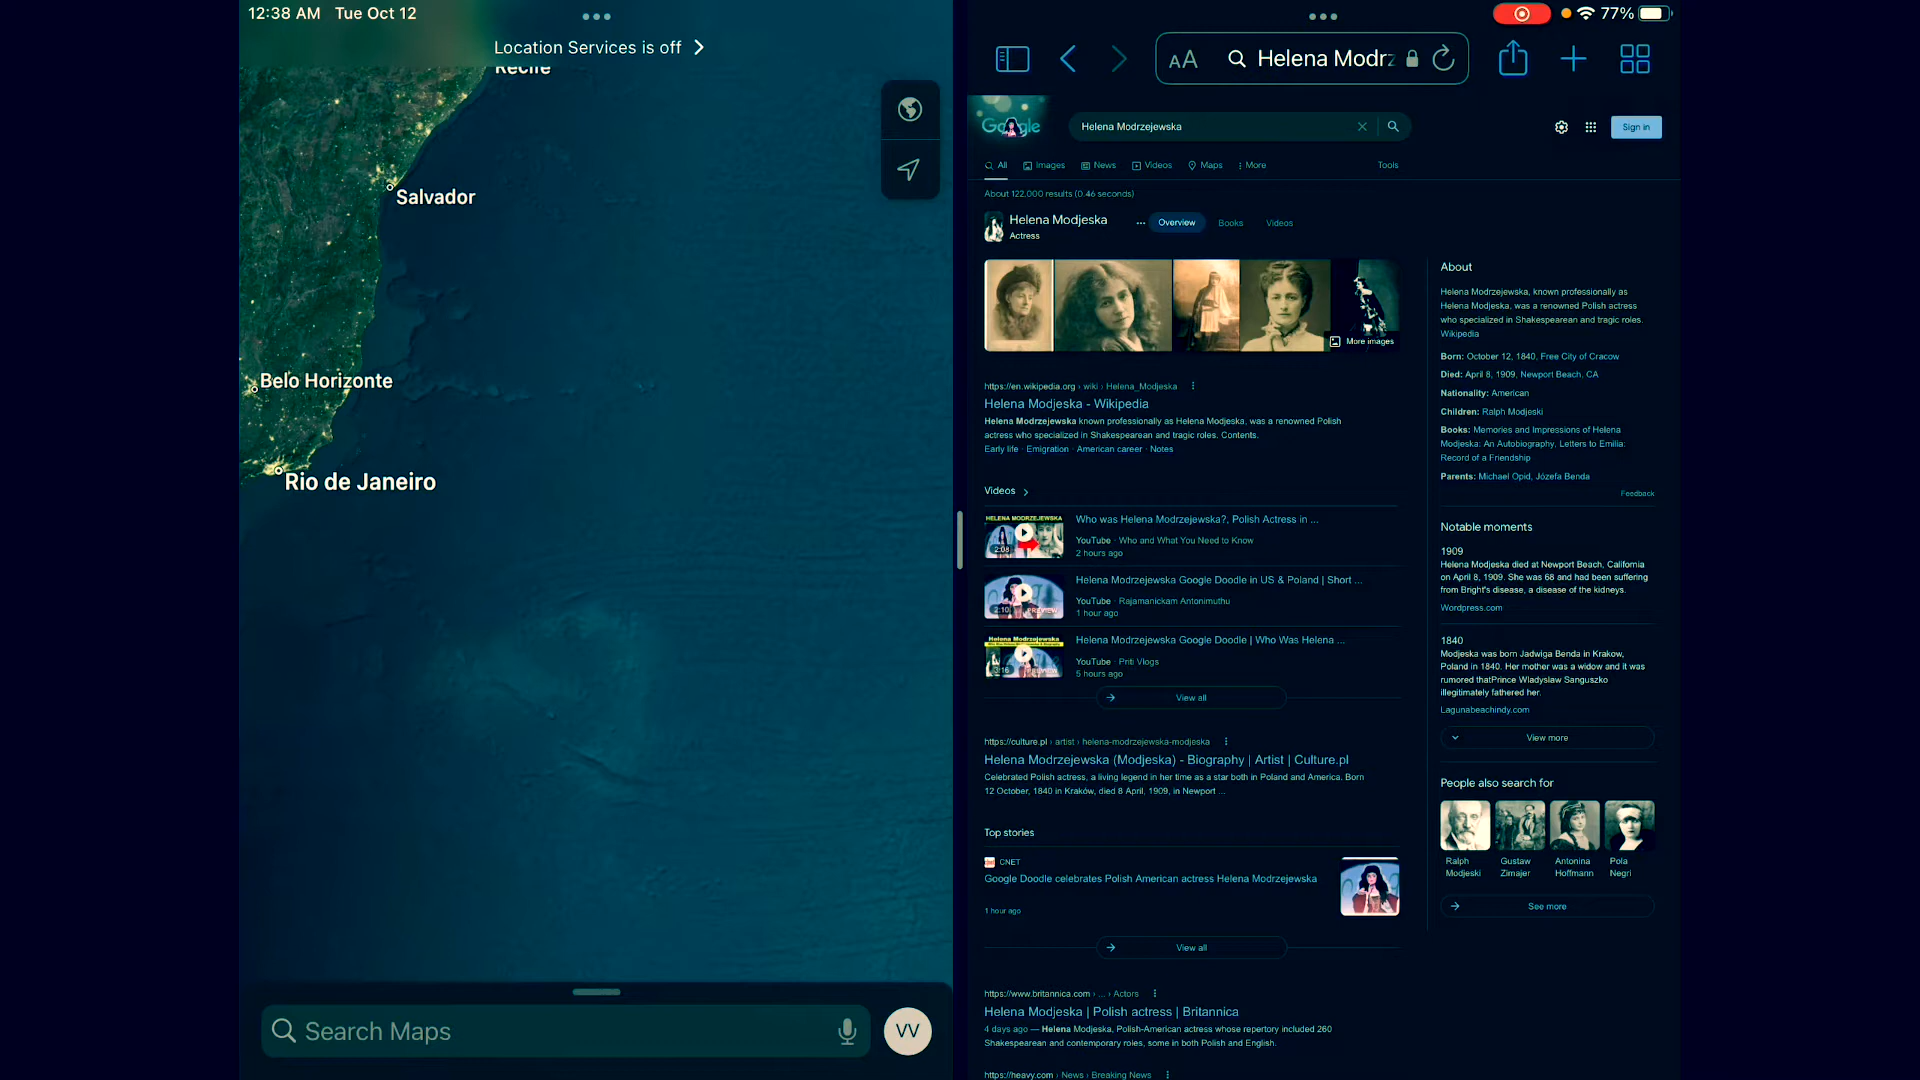 12:38 AM Tue Oct 12
Location Services is off
Recife
Salvador
Belo Horizonte
Rio de Janeiro
Search Maps
VV
77%
AA Helena Modrz
Google
Helena Modrzejewska
Sign in
All Images News Videos Maps More Tools
About 122,000 results (0.46 seconds)
Helena Modjeska
Actress
Overview Books Videos
More images
https://en.wikipedia.org › wiki › Helena_Modjeska
Helena Modjeska - Wikipedia
Helena Modrzejewska known professionally as Helena Modjeska, was a renowned Polish
actress who specialized in Shakespearean and tragic roles. Contents.
Early life · Emigration · American career · Notes
Videos
HELENA MODRZEJEWSKA
2:08
Who was Helena Modrzejewska?, Polish Actress in ...
YouTube · Who and What You Need to Know
2 hours ago
2:10
PREVIEW
Helena Modrzejewska Google Doodle in US & Poland | Short ...
YouTube · Rajamanickam Antonimuthu
1 hour ago
Helena Modrzejewska
3:16
PREVIEW
Helena Modrzejewska Google Doodle | Who Was Helena ...
YouTube · Priti Vlogs
5 hours ago
View all
https://culture.pl › artist › helena-modrzejewska-modjeska
Helena Modrzejewska (Modjeska) - Biography | Artist | Culture.pl
Celebrated Polish actress, a living legend in her time as a star both in Poland and America. Born
12 October, 1840 in Kraków, died 8 April, 1909, in Newport ...
Top stories
CNET
Google Doodle celebrates Polish American actress Helena Modrzejewska
1 hour ago
View all
https://www.britannica.com › ... › Actors
Helena Modjeska | Polish actress | Britannica
4 days ago — Helena Modjeska, Polish-American actress whose repertory included 260
Shakespearean and contemporary roles, some in both Polish and English.
https://heavy.com › News › Breaking News
About
Helena Modrzejewska, known professionally as
Helena Modjeska, was a renowned Polish actress
who specialized in Shakespearean and tragic roles.
Wikipedia
Born: October 12, 1840, Free City of Cracow
Died: April 8, 1909, Newport Beach, CA
Nationality: American
Children: Ralph Modjeski
Books: Memories and Impressions of Helena
Modjeska: An Autobiography, Letters to Emilia:
Record of a Friendship
Parents: Michael Opid, Józefa Benda
Feedback
Notable moments
1909
Helena Modjeska died at Newport Beach, California
on April 8, 1909. She was 68 and had been suffering
from Bright's disease, a disease of the kidneys.
Wordpress.com
1840
Modjeska was born Jadwiga Benda in Krakow,
Poland in 1840. Her mother was a widow and it was
rumored thatPrince Wladyslaw Sanguszko
illegitimately fathered her.
Lagunabeachindy.com
View more
People also search for
Ralph Modjeski
Gustaw Zimajer
Antonina Hoffmann
Pola Negri
See more